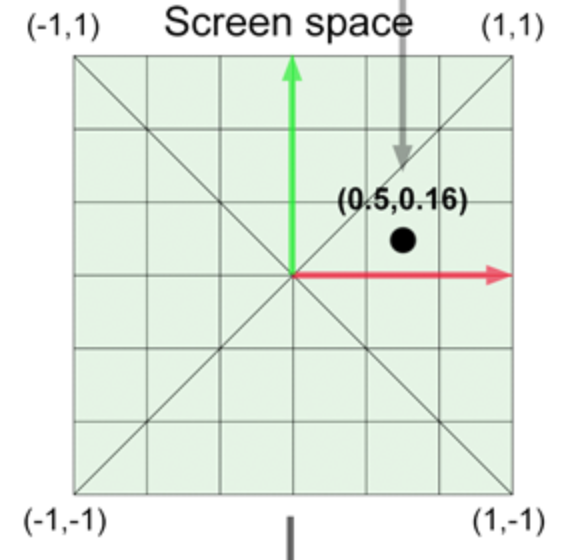 (-1,1) Screen space (1,1)
(0.5,0.16)
(-1,-1) (1,-1)